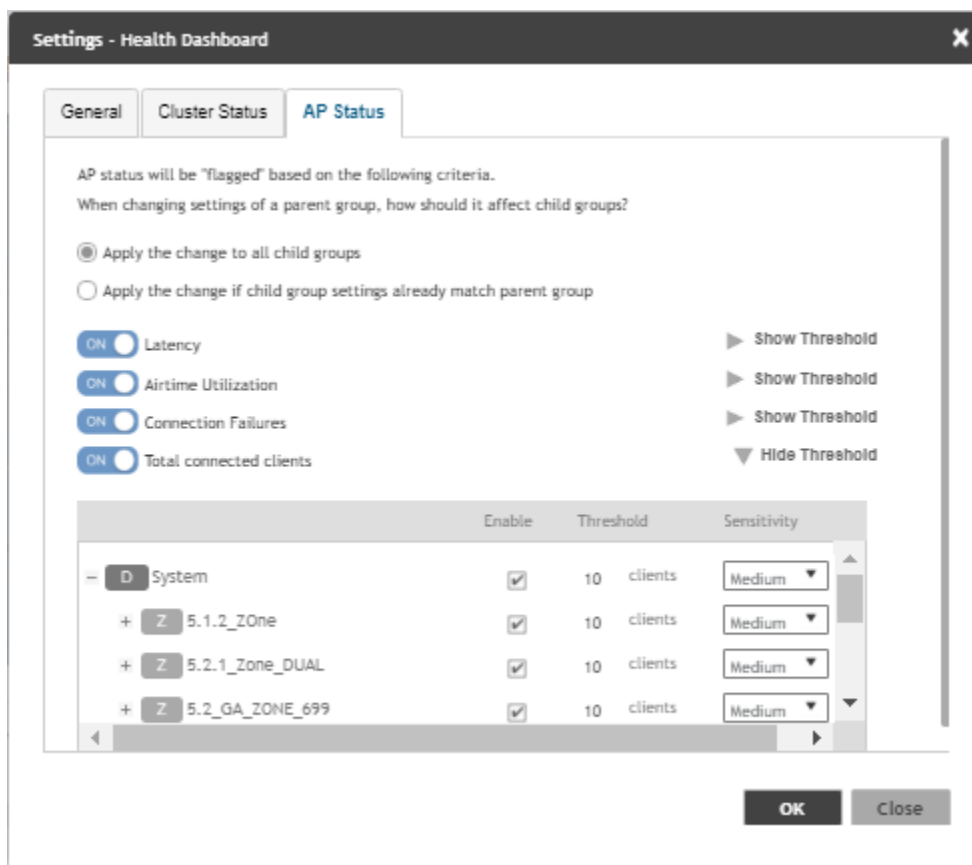 Settings - Health Dashboard
General Cluster Status AP Status
AP status will be "flagged" based on the following criteria.
When changing settings of a parent group, how should it affect child groups?
Apply the change to all child groups
Apply the change if child group settings already match parent group
ON Latency Show Threshold
ON Airtime Utilization Show Threshold
ON Connection Failures Show Threshold
ON Total connected clients Hide Threshold
Enable Threshold Sensitivity
D System 10 clients Medium
Z 5.1.2_ZOne 10 clients Medium
Z 5.2.1_Zone_DUAL 10 clients Medium
Z 5.2_GA_ZONE_699 10 clients Medium
OK Close